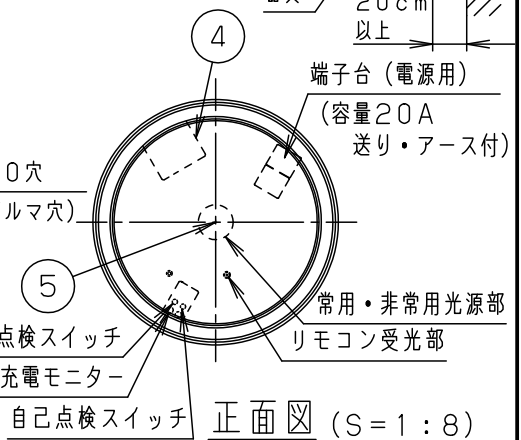 20cm
以上
④
端子台（電源用）
（容量20A
送り・アース付）
0穴
ルマ穴）
⑤
常用・非常用光源部
リモコン受光部
点検スイッチ
充電モニター
自己点検スイッチ
正面図（S=1：8）